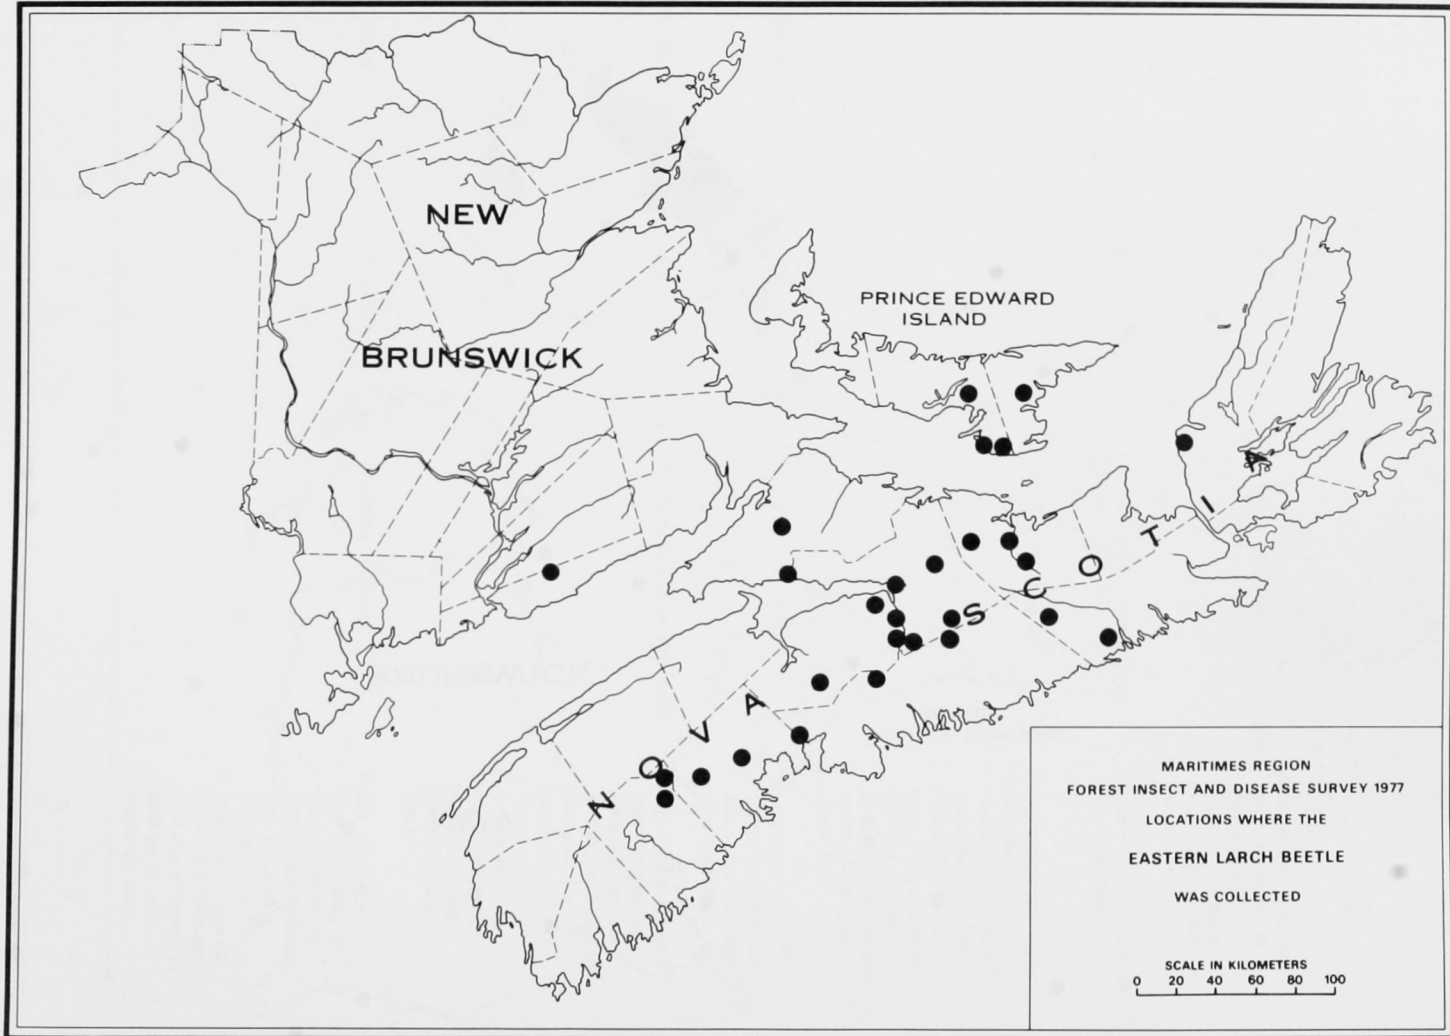 NEW
BRUNSWICK
PRINCE EDWARD
ISLAND
NOVA SCOTIA
MARITIMES REGION
FOREST INSECT AND DISEASE SURVEY 1977
LOCATIONS WHERE THE
EASTERN LARCH BEETLE
WAS COLLECTED
SCALE IN KILOMETERS
0 20 40 60 80 100